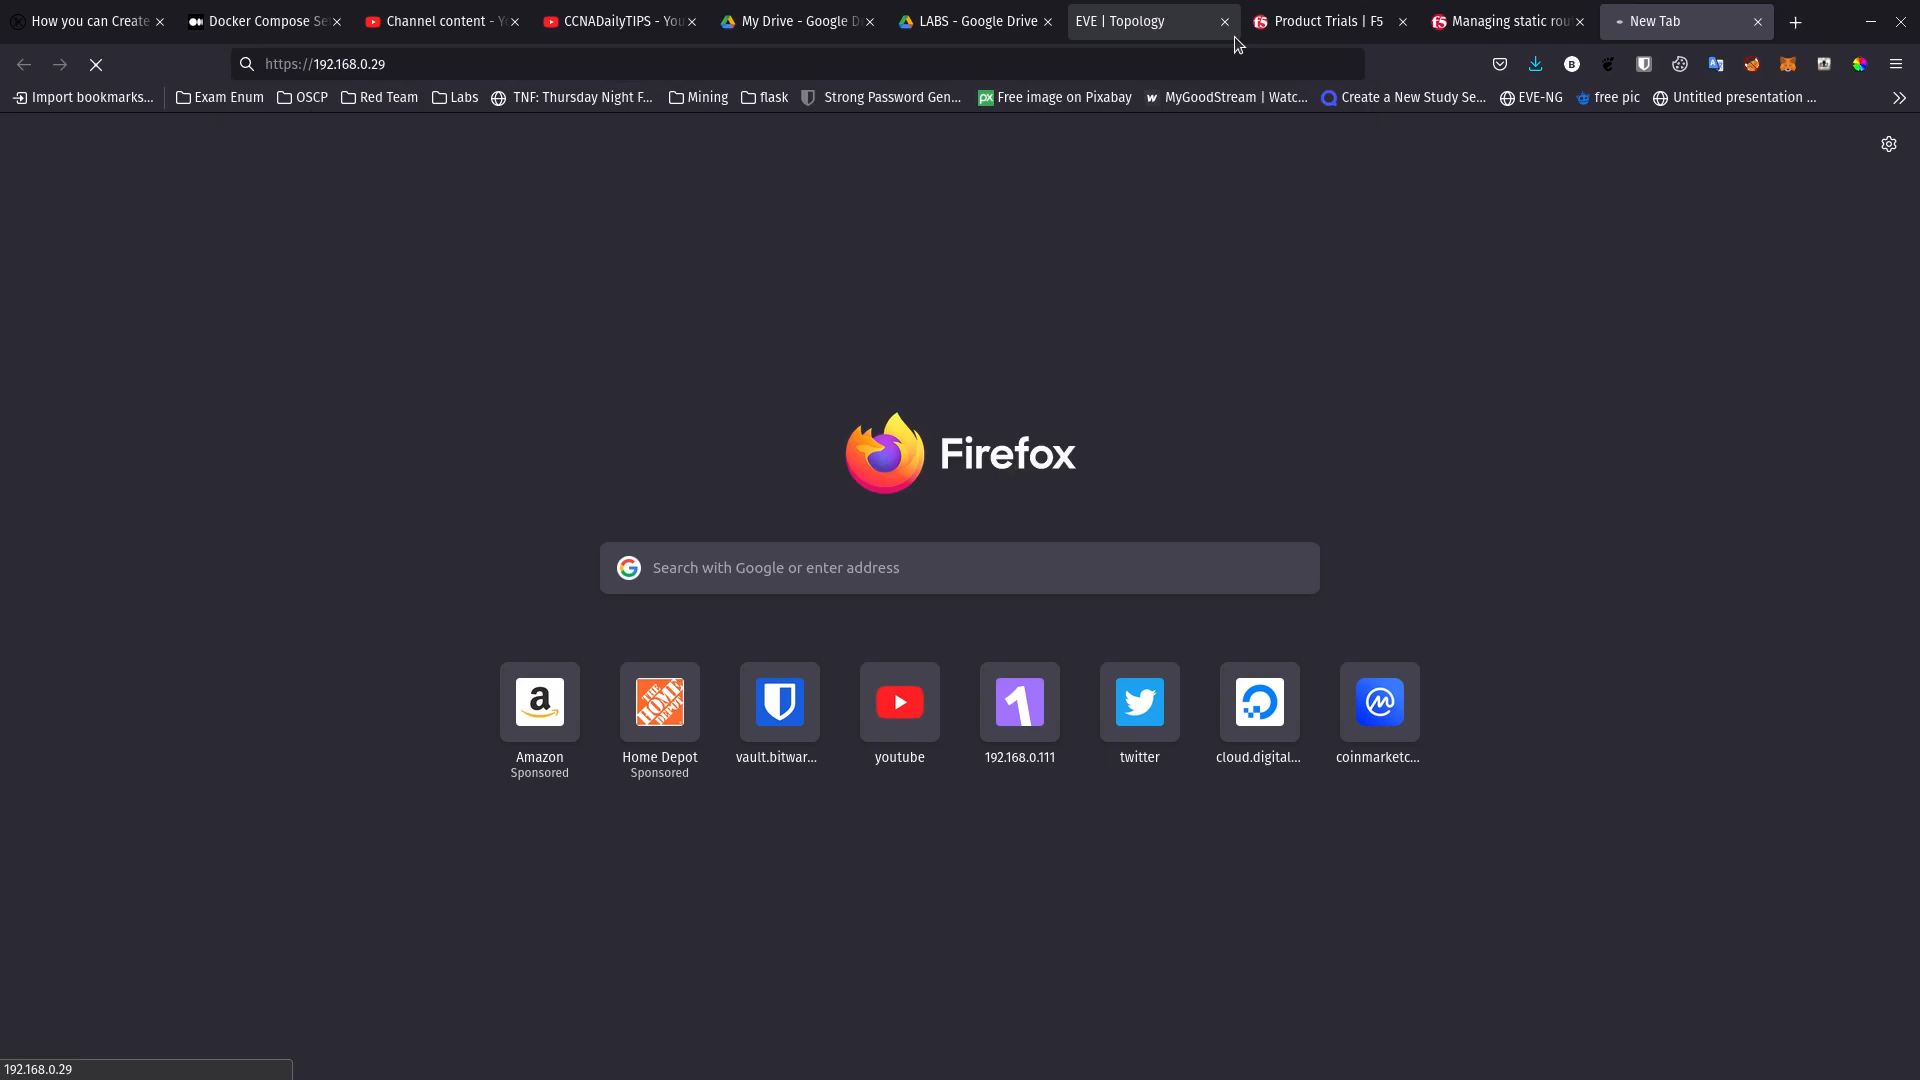 How you can Create
Docker Compose Se
Channel content - Yo
CCNADailyTIPS - You
My Drive - Google D
LABS - Google Drive
EVE | Topology
Product Trials | F5
Managing static rou
New Tab
https://192.168.0.29
Import bookmarks...
Exam Enum
OSCP
Red Team
Labs
TNF: Thursday Night F...
Mining
flask
Strong Password Gen...
Free image on Pixabay
MyGoodStream | Watc...
Create a New Study Se...
EVE-NG
free pic
Untitled presentation ...
Firefox
Search with Google or enter address
Amazon
Sponsored
Home Depot
Sponsored
vault.bitwar...
youtube
192.168.0.111
twitter
cloud.digital...
coinmarketc...
192.168.0.29